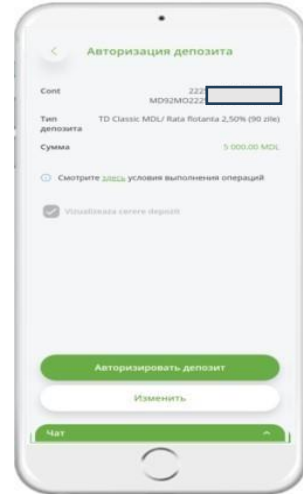 Авторизация депозита
Cont 222
MD92MO222
Тип депозита TD Classic MDL/ Rata flotanta 2,50% (90 zile)
Сумма 5 000,00 MDL
Смотрите здесь условия выполнения операций
Vizualizeaza cerere depozit
Авторизировать депозит
Изменить
Чат